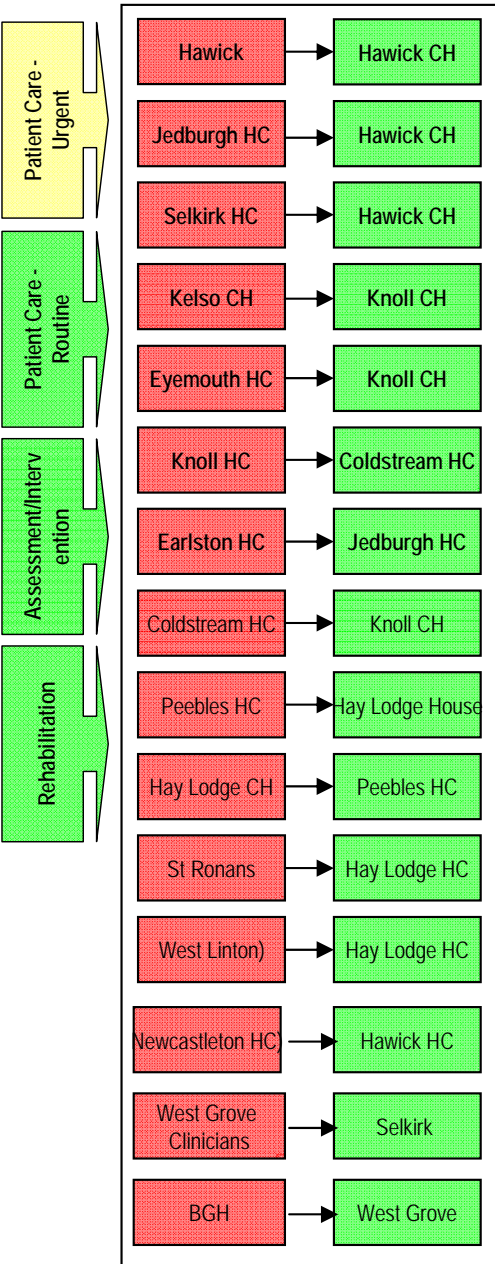 Patient Care -
Urgent
Patient Care -
Routine
Assessment/Interv
ention
Rehabilitation
Hawick
Hawick CH
Jedburgh HC
Hawick CH
Selkirk HC
Hawick CH
Kelso CH
Knoll CH
Eyemouth HC
Knoll CH
Knoll HC
Coldstream HC
Earlston HC
Jedburgh HC
Coldstream HC
Knoll CH
Peebles HC
Hay Lodge House
Hay Lodge CH
Peebles HC
St Ronans
Hay Lodge HC
West Linton)
Hay Lodge HC
Newcastleton HC)
Hawick HC
West Grove
Clinicians
Selkirk
BGH
West Grove